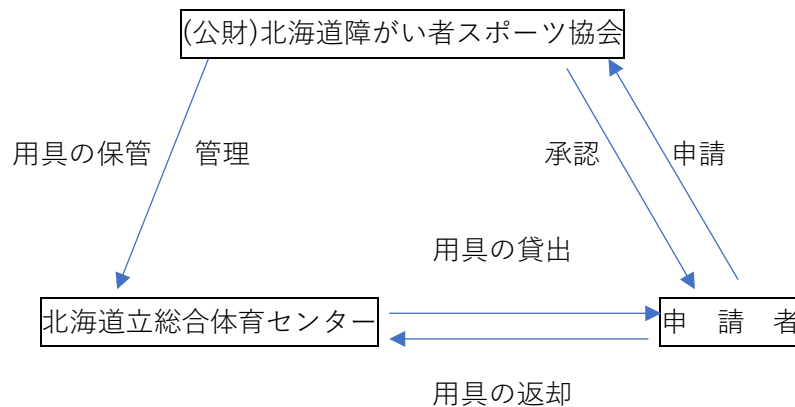 (公財)北海道障がい者スポーツ協会
用具の保管 管理 承認 申請
用具の貸出
北海道立総合体育センター 申 請 者
用具の返却